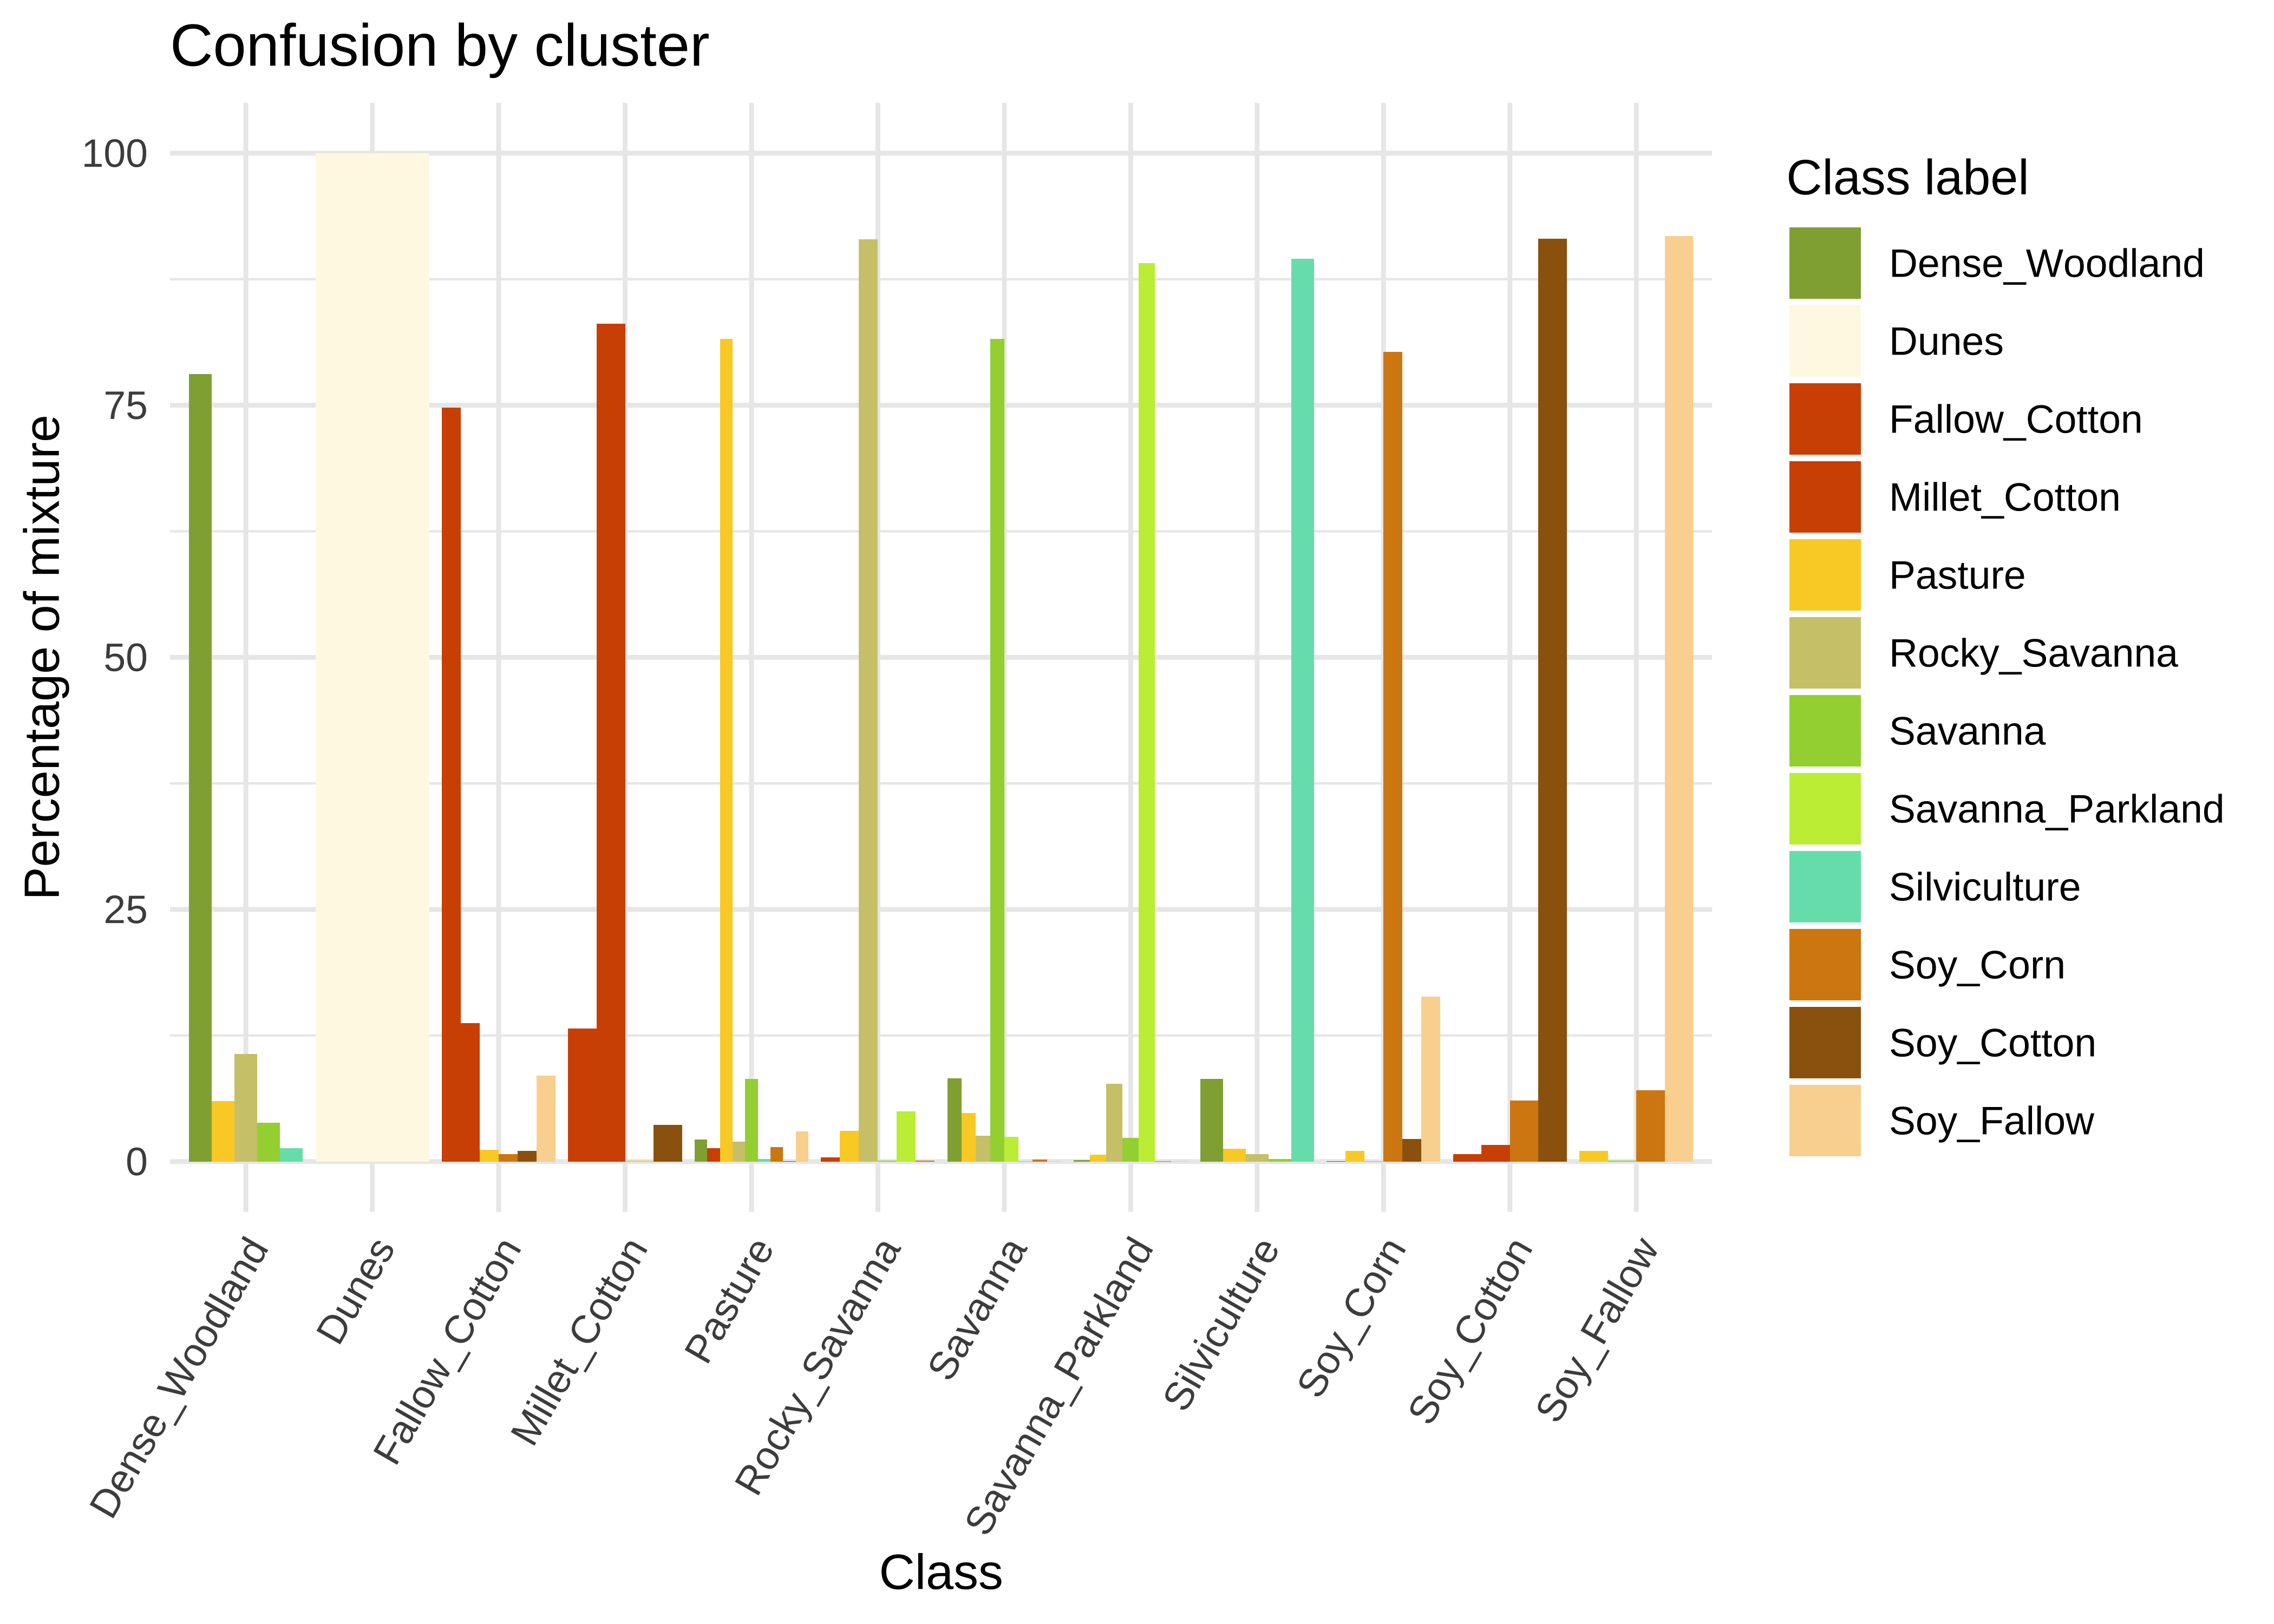 Confusion by cluster
Percentage of mixture
100
75
50
25
0
Dense_Woodland
Dunes
Fallow_Cotton
Millet_Cotton
Pasture
Rocky_Savanna
Savanna
Savanna_Parkland
Silviculture
Soy_Corn
Soy_Cotton
Soy_Fallow
Class
Class label
Dense_Woodland
Dunes
Fallow_Cotton
Millet_Cotton
Pasture
Rocky_Savanna
Savanna
Savanna_Parkland
Silviculture
Soy_Corn
Soy_Cotton
Soy_Fallow